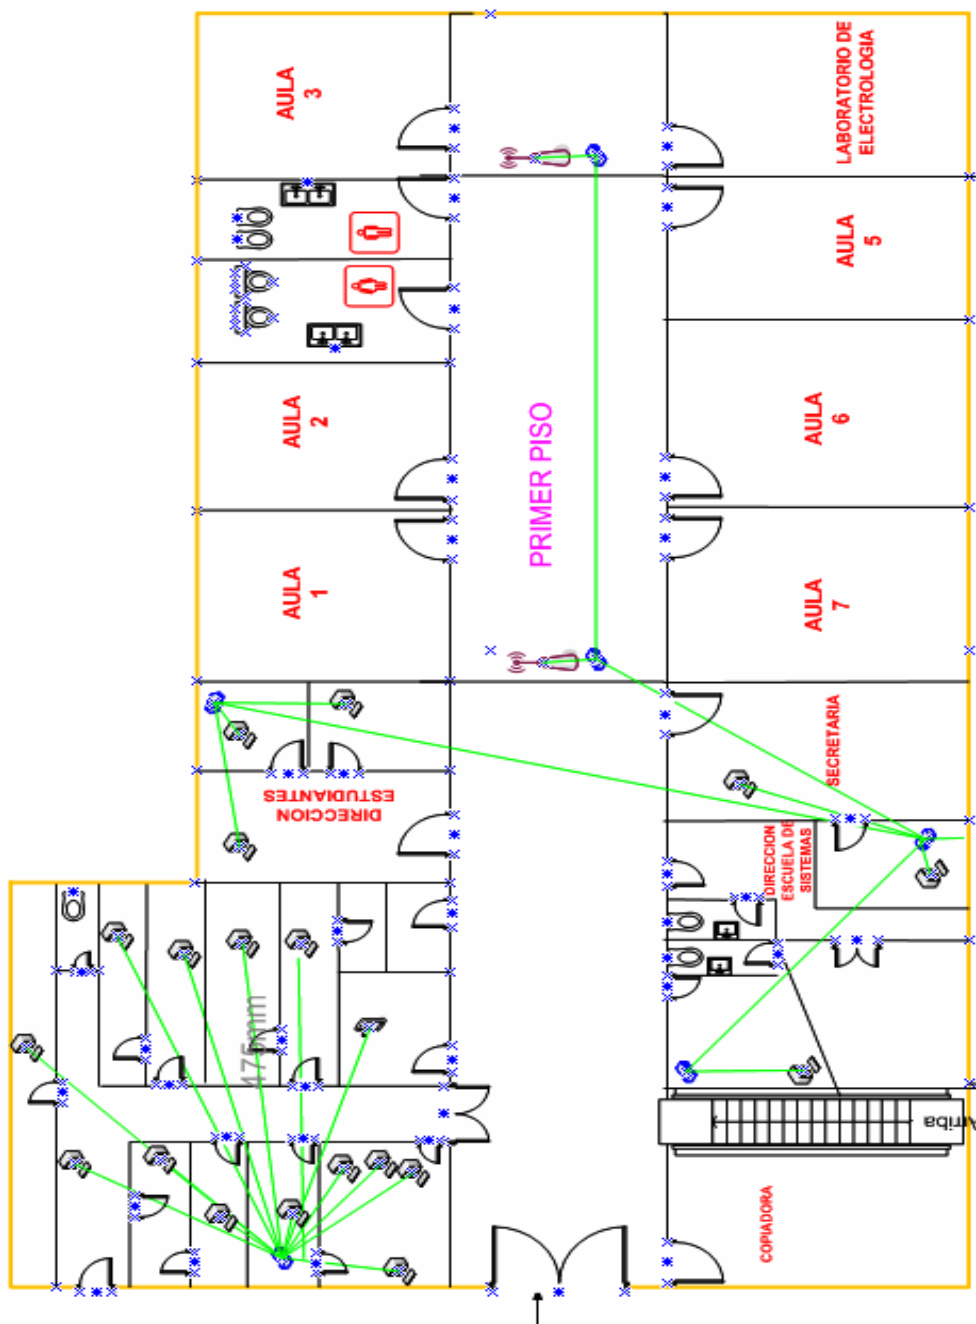 AULA
3
LABORATORIO DE
ELECTROLOGIA
AULA
5
AULA
2
PRIMER PISO
AULA
6
AULA
1
AULA
7
DIRECCION
ESTUDIANTES
SECRETARIA
DIRECCION
ESCUELA DE
SISTEMAS
475mm
Arriba
COPIADORA